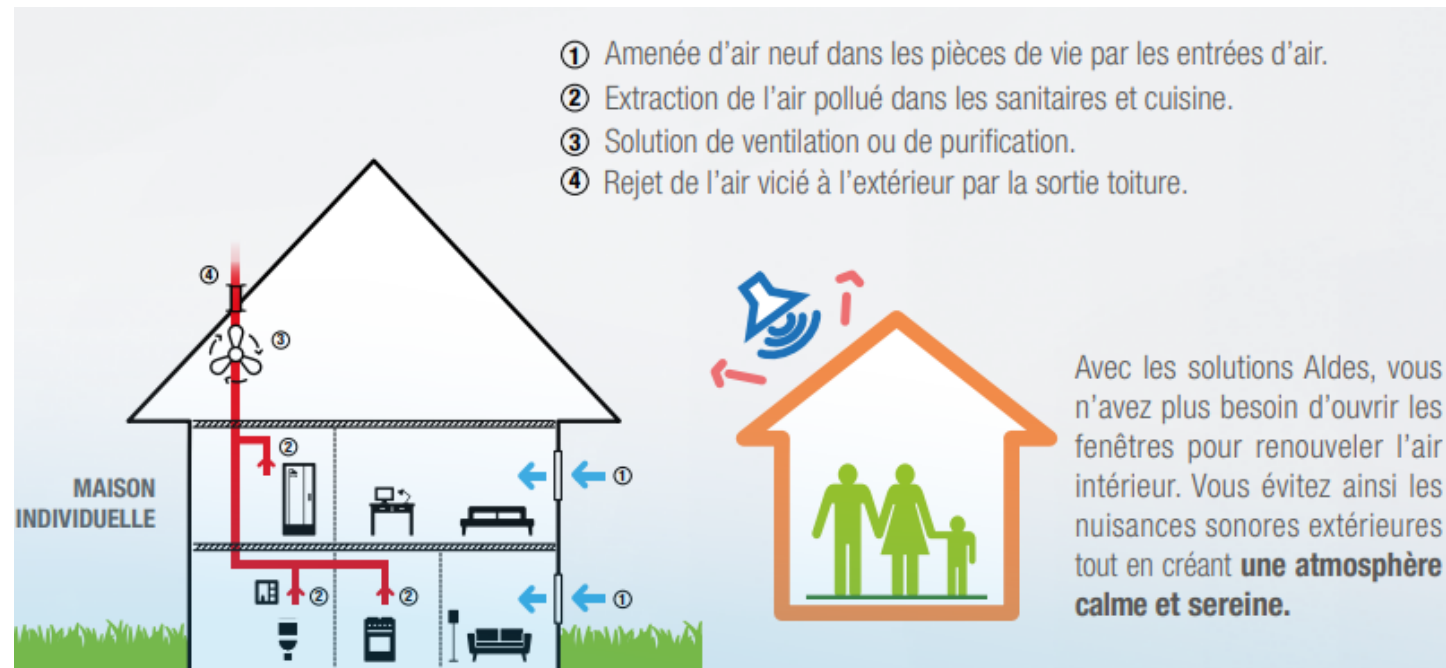 ① Amenée d’air neuf dans les pièces de vie par les entrées d’air.
② Extraction de l’air pollué dans les sanitaires et cuisine.
③ Solution de ventilation ou de purification.
④ Rejet de l’air vicié à l’extérieur par la sortie toiture.
④
③
②
①
MAISON
INDIVIDUELLE
②
②
①
Avec les solutions Aldes, vous
n’avez plus besoin d’ouvrir les
fenêtres pour renouveler l’air
intérieur. Vous évitez ainsi les
nuisances sonores extérieures
tout en créant une atmosphère
calme et sereine.